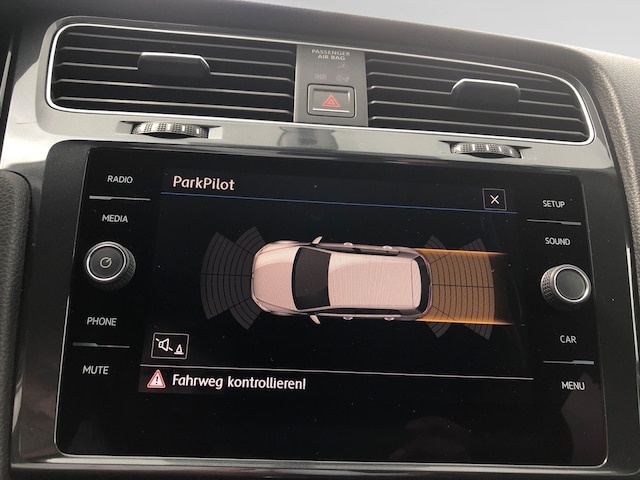 PASSENGER
AIR BAG
RADIO
ParkPilot
SETUP
MEDIA
SOUND
PHONE
CAR
MUTE
Fahrweg kontrollieren!
MENU